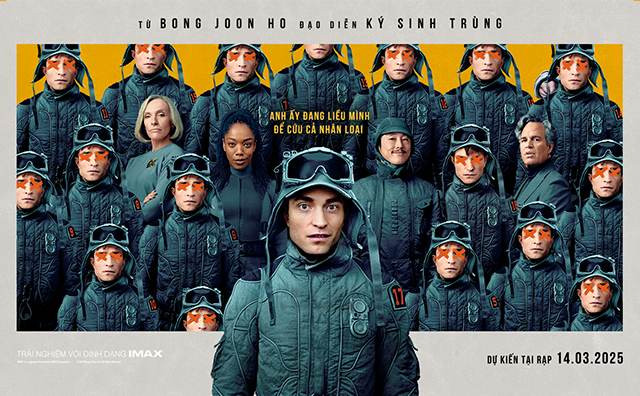 TỪ BONG JOON HO ĐẠO DIỄN KÝ SINH TRÙNG
ANH ẤY ĐANG LIỀU MÌNH
ĐỂ CỨU CẢ NHÂN LOẠI
17
TRẢI NGHIỆM VỚI ĐỊNH DẠNG IMAX
DỰ KIẾN TẠI RẠP 14.03.2025